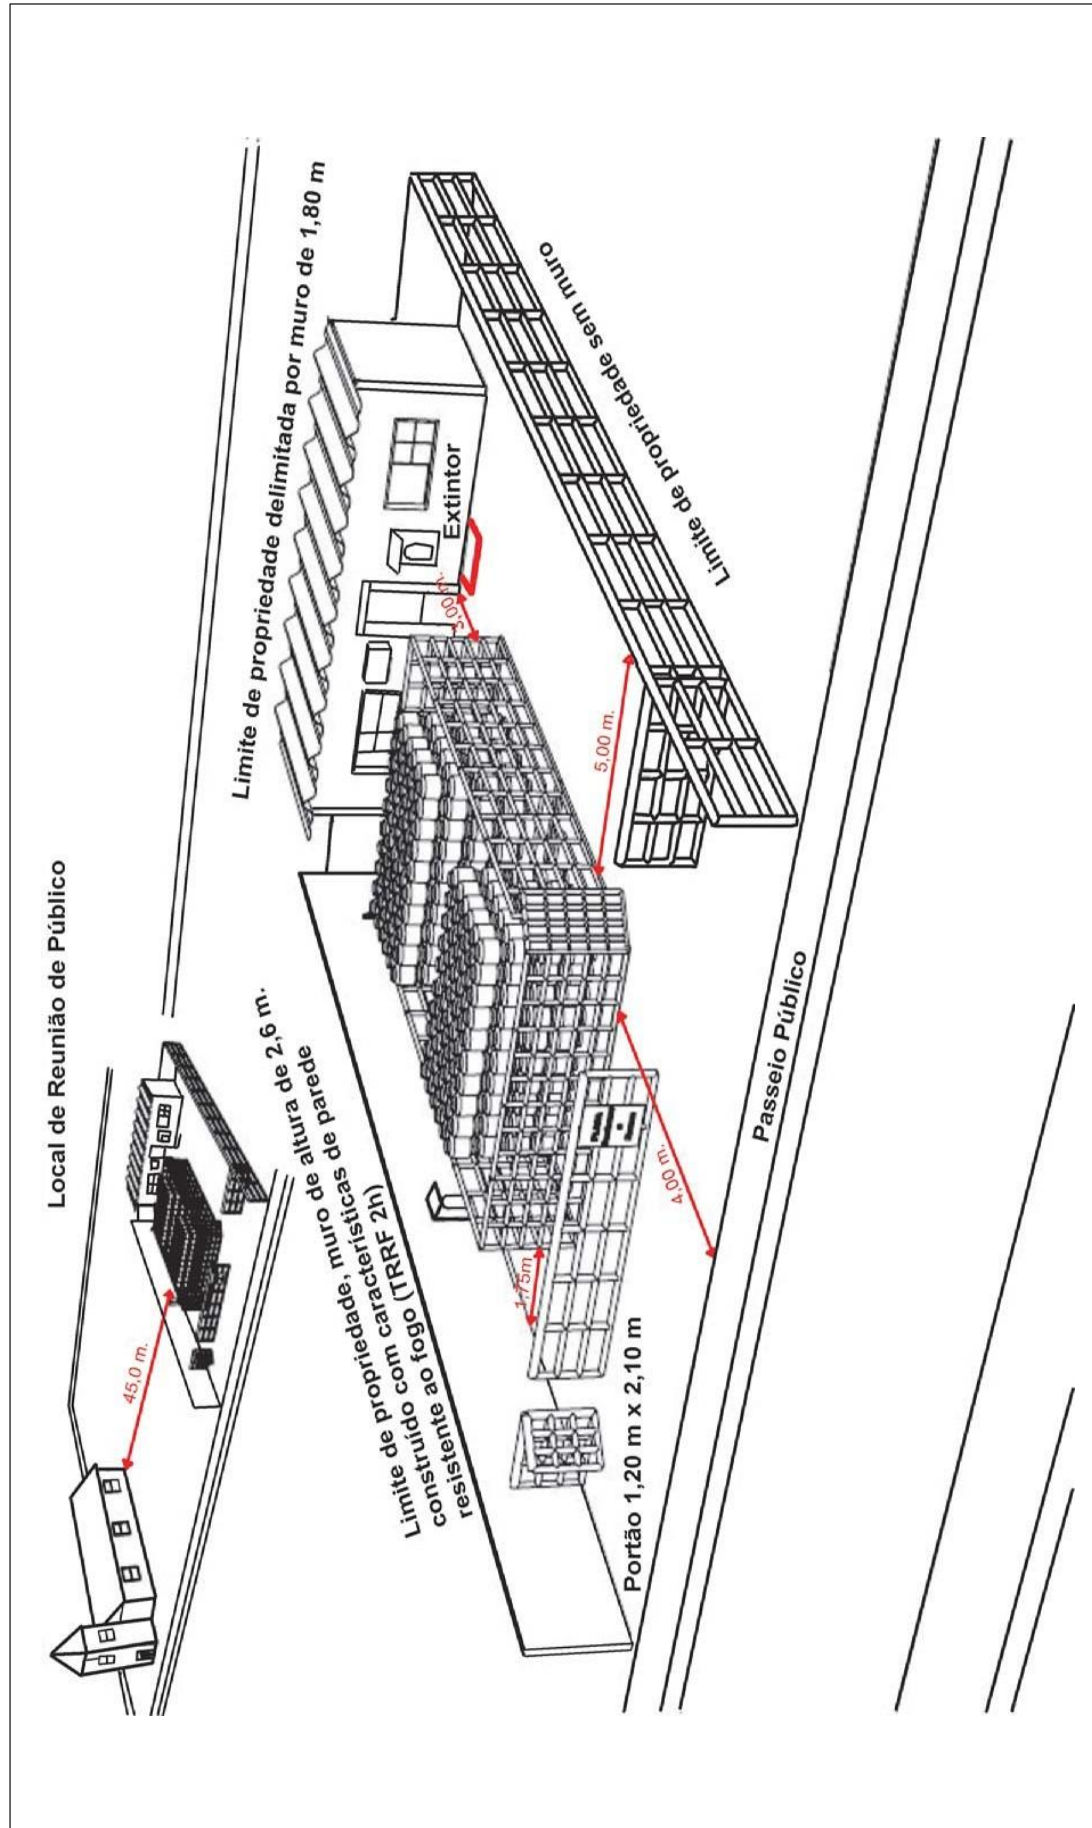 Local de Reunião de Público
45,0 m.
Limite de propriedade delimitada por muro de 1,80 m
Limite de propriedade, muro de altura de 2,6 m.
construído com características de parede
resistente ao fogo (TRRF 2h)
Extintor
3,00 m.
1,75m
5,00 m.
Limite de propriedade sem muro
Portão 1,20 m x 2,10 m
4,00 m.
Passeio Público